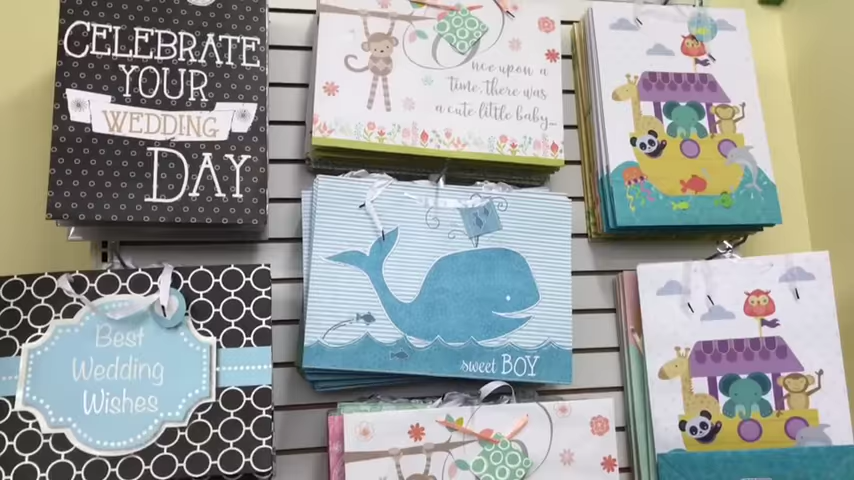 CELEBRATE
YOUR
WEDDING
DAY
Once upon a
time, there was
a cute little baby...
sweet BOY
Best
Wedding
Wishes